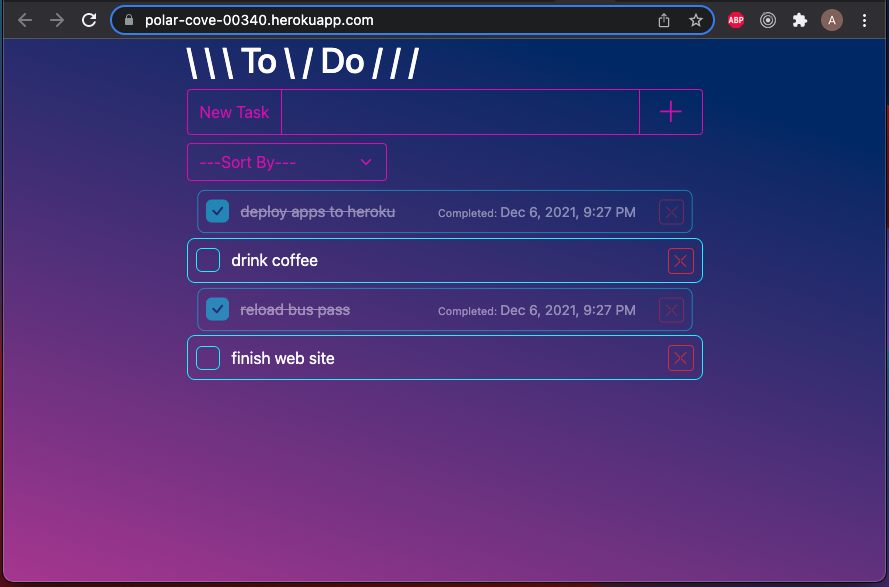 polar-cove-00340.herokuapp.com
ABP
A
\ \ \ To \ / Do / / /
New Task
---Sort By---
deploy apps to heroku Completed: Dec 6, 2021, 9:27 PM
drink coffee
reload bus pass Completed: Dec 6, 2021, 9:27 PM
finish web site